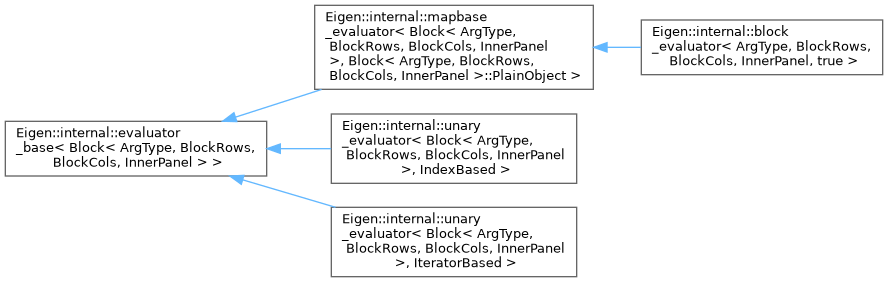 Eigen::internal::mapbase
_evaluator< Block< ArgType,
BlockRows, BlockCols, InnerPanel
>, Block< ArgType, BlockRows,
BlockCols, InnerPanel >::PlainObject >
Eigen::internal::block
_evaluator< ArgType, BlockRows,
BlockCols, InnerPanel, true >
Eigen::internal::evaluator
_base< Block< ArgType, BlockRows,
BlockCols, InnerPanel > >
Eigen::internal::unary
_evaluator< Block< ArgType,
BlockRows, BlockCols, InnerPanel
>, IndexBased >
Eigen::internal::unary
_evaluator< Block< ArgType,
BlockRows, BlockCols, InnerPanel
>, IteratorBased >